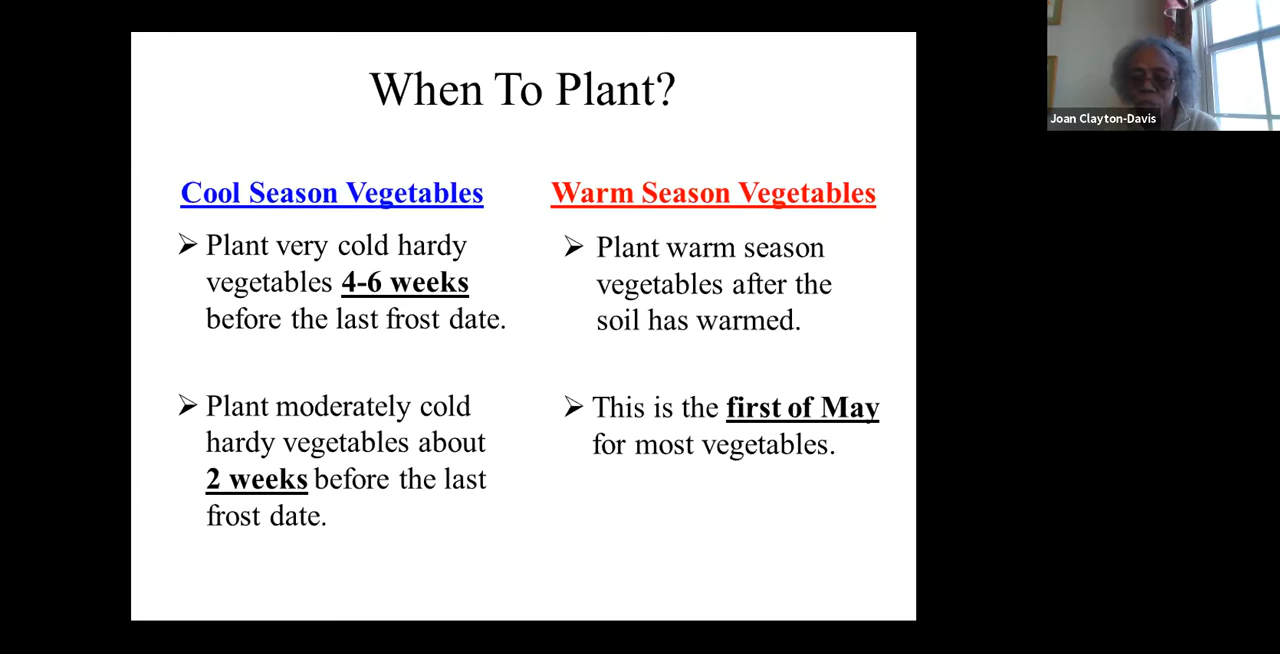 When To Plant?
Cool Season Vegetables
➢ Plant very cold hardy
vegetables 4-6 weeks
before the last frost date.
➢ Plant moderately cold
hardy vegetables about
2 weeks before the last
frost date.
Warm Season Vegetables
➢ Plant warm season
vegetables after the
soil has warmed.
➢ This is the first of May
for most vegetables.
Joan Clayton-Davis